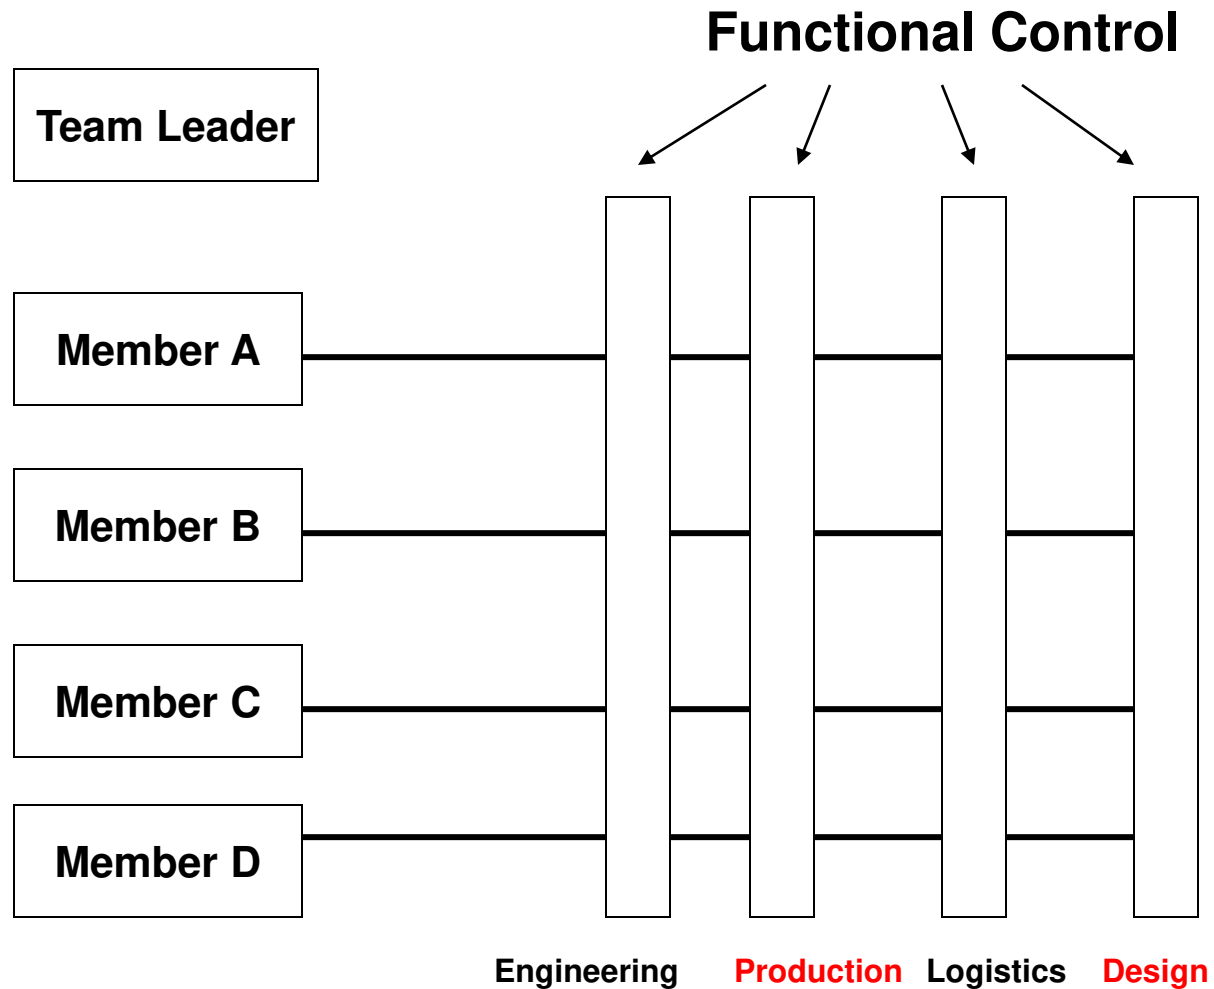 Functional Control
Team Leader
Member A
Member B
Member C
Member D
Engineering Production Logistics Design